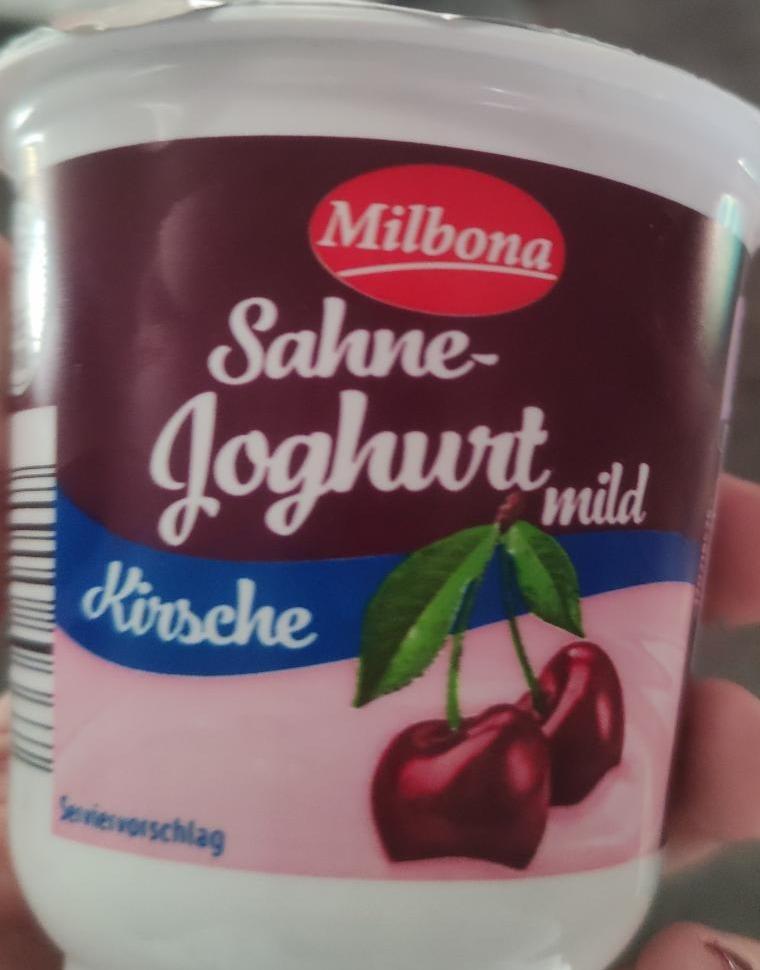 Milbona
Sahne-
Joghurt mild
Kirsche
Serviervorschlag